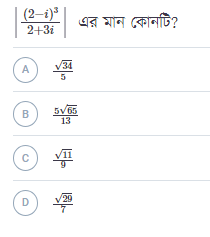 |(2−i)³/2+3i| এর মান কোনটি?
A √34/5
B 5√65/13
C √11/9
D √29/7